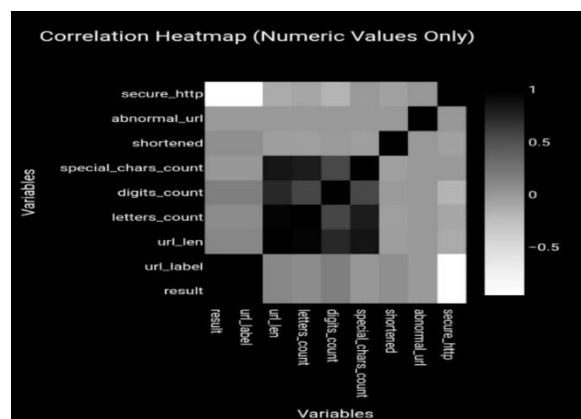 Correlation Heatmap (Numeric Values Only)
secure_http
abnormal_url
shortened
special_chars_count
digits_count
letters_count
url_len
url_label
result
Variables
result
url_label
url_len
letters_count
digits_count
special_chars_count
shortened
abnormal_url
secure_http
Variables
1
0.5
0
−0.5